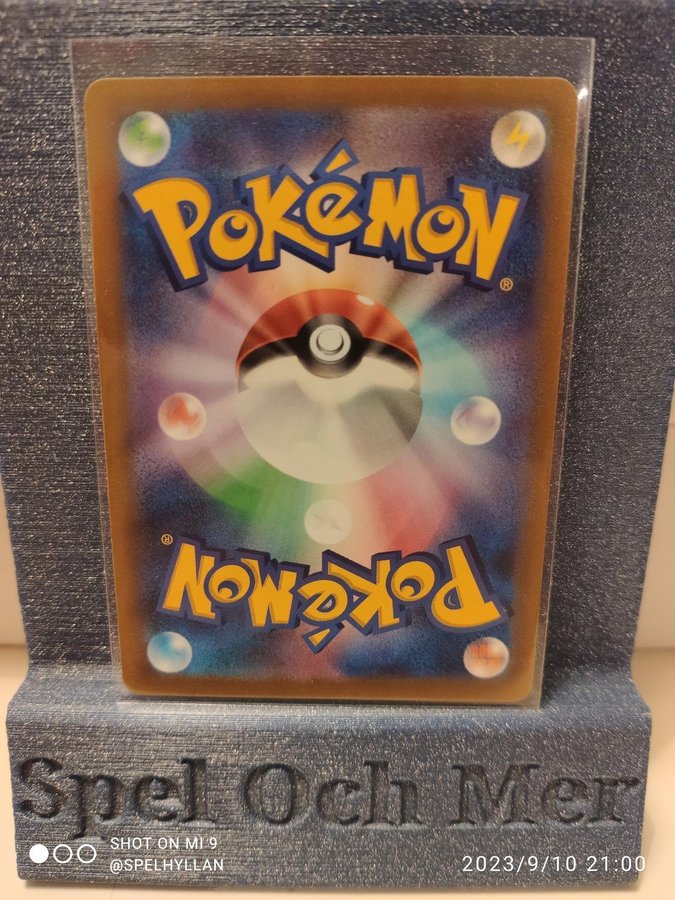 POKéMON
®
®
POKéMON
Spel Och Mer
SHOT ON MI 9
@SPELHYLLAN
2023/9/10 21:00